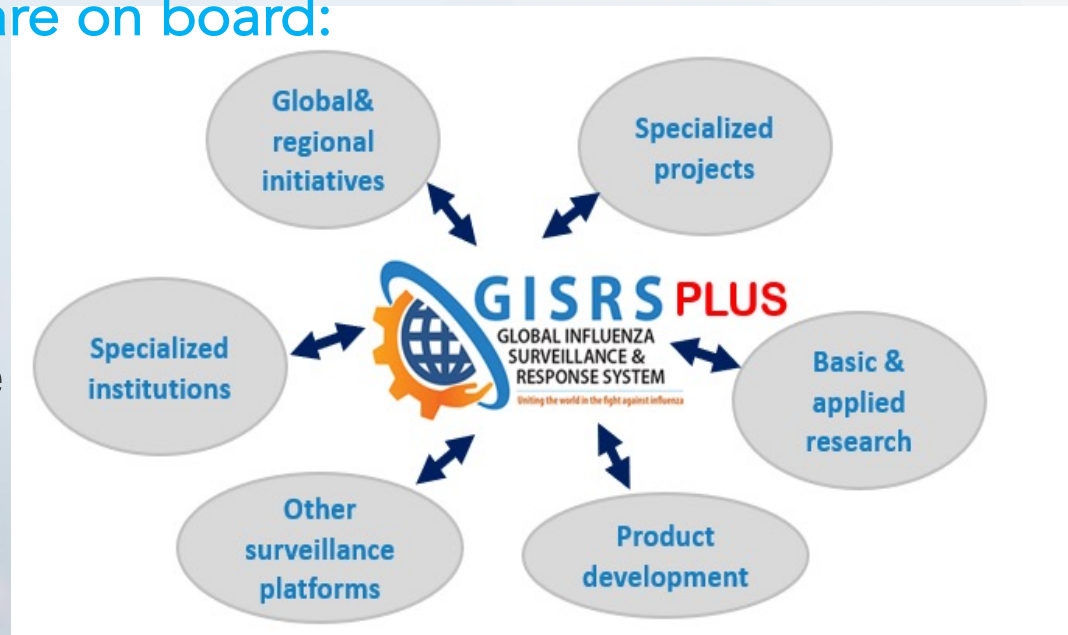 are on board:
Global&
regional
initiatives
Specialized
projects
GISRS PLUS
GLOBAL INFLUENZA
SURVEILLANCE &
RESPONSE SYSTEM
Uniting the world in the fight against influenza
Specialized
institutions
Basic &
applied
research
Other
surveillance
platforms
Product
development